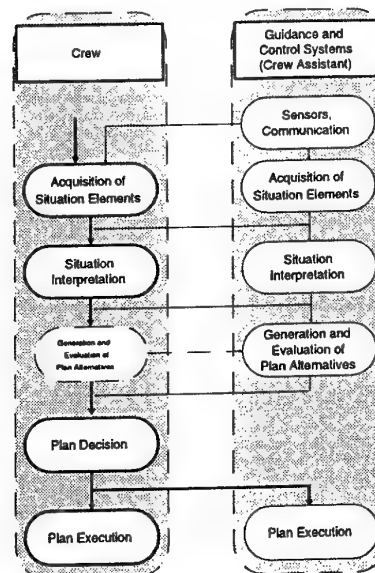 Crew
Acquisition of
Situation Elements
Situation
Interpretation
Generation and
Evaluation of
Plan Alternatives
Plan Decision
Plan Execution
Guidance and
Control Systems
(Crew Assistant)
Sensors,
Communication
Acquisition of
Situation Elements
Situation
Interpretation
Generation and
Evaluation of
Plan Alternatives
Plan Execution